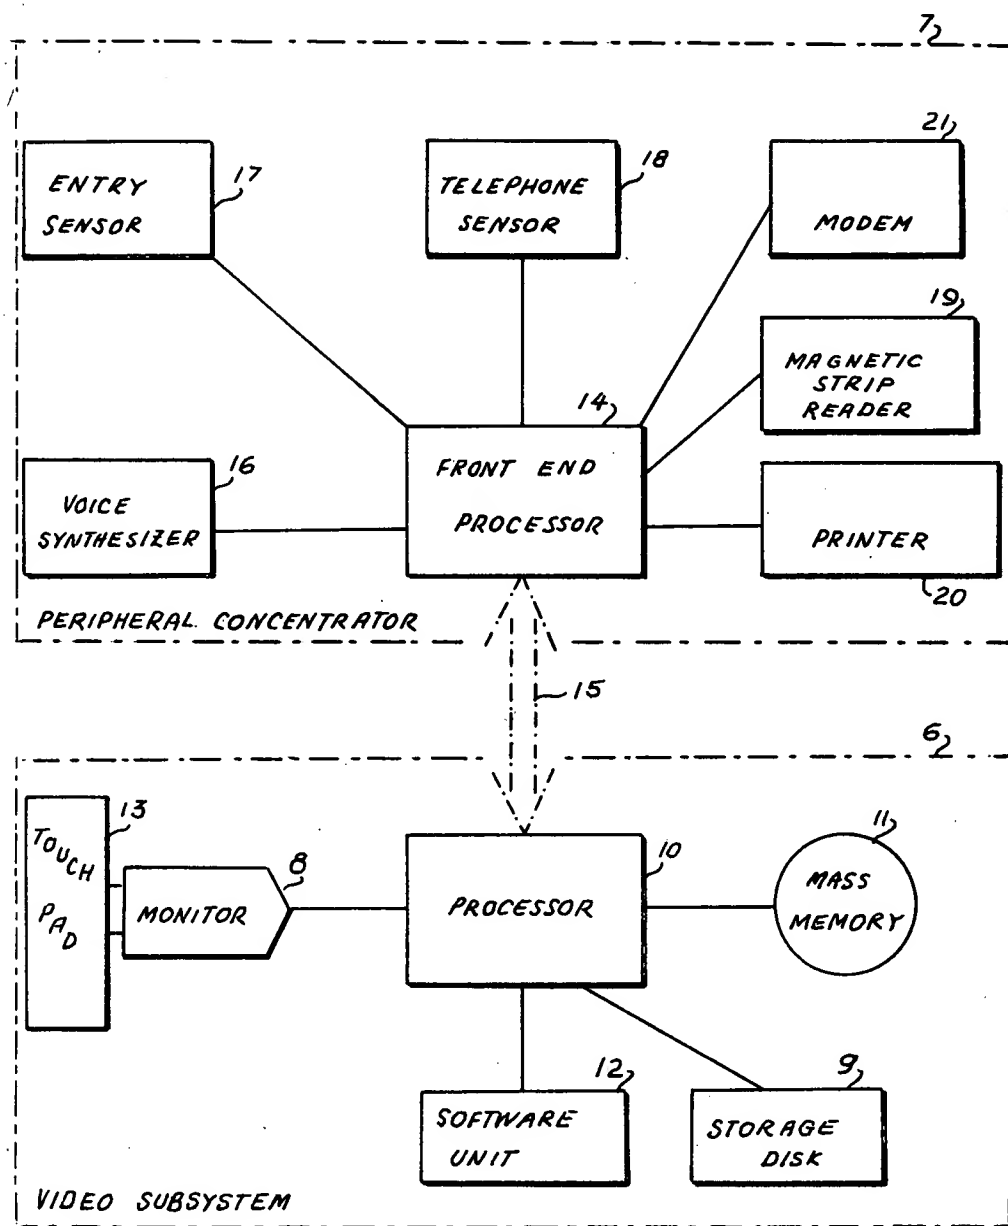 7
ENTRY
SENSOR
17
TELEPHONE
SENSOR
18
21
MODEM
19
MAGNETIC
STRIP
READER
14
FRONT END
PROCESSOR
16
VOICE
SYNTHESIZER
PRINTER
20
PERIPHERAL CONCENTRATOR
15
6
13
TOUCH
PAD
8
MONITOR
10
PROCESSOR
11
MASS
MEMORY
12
SOFTWARE
UNIT
9
STORAGE
DISK
VIDEO SUBSYSTEM